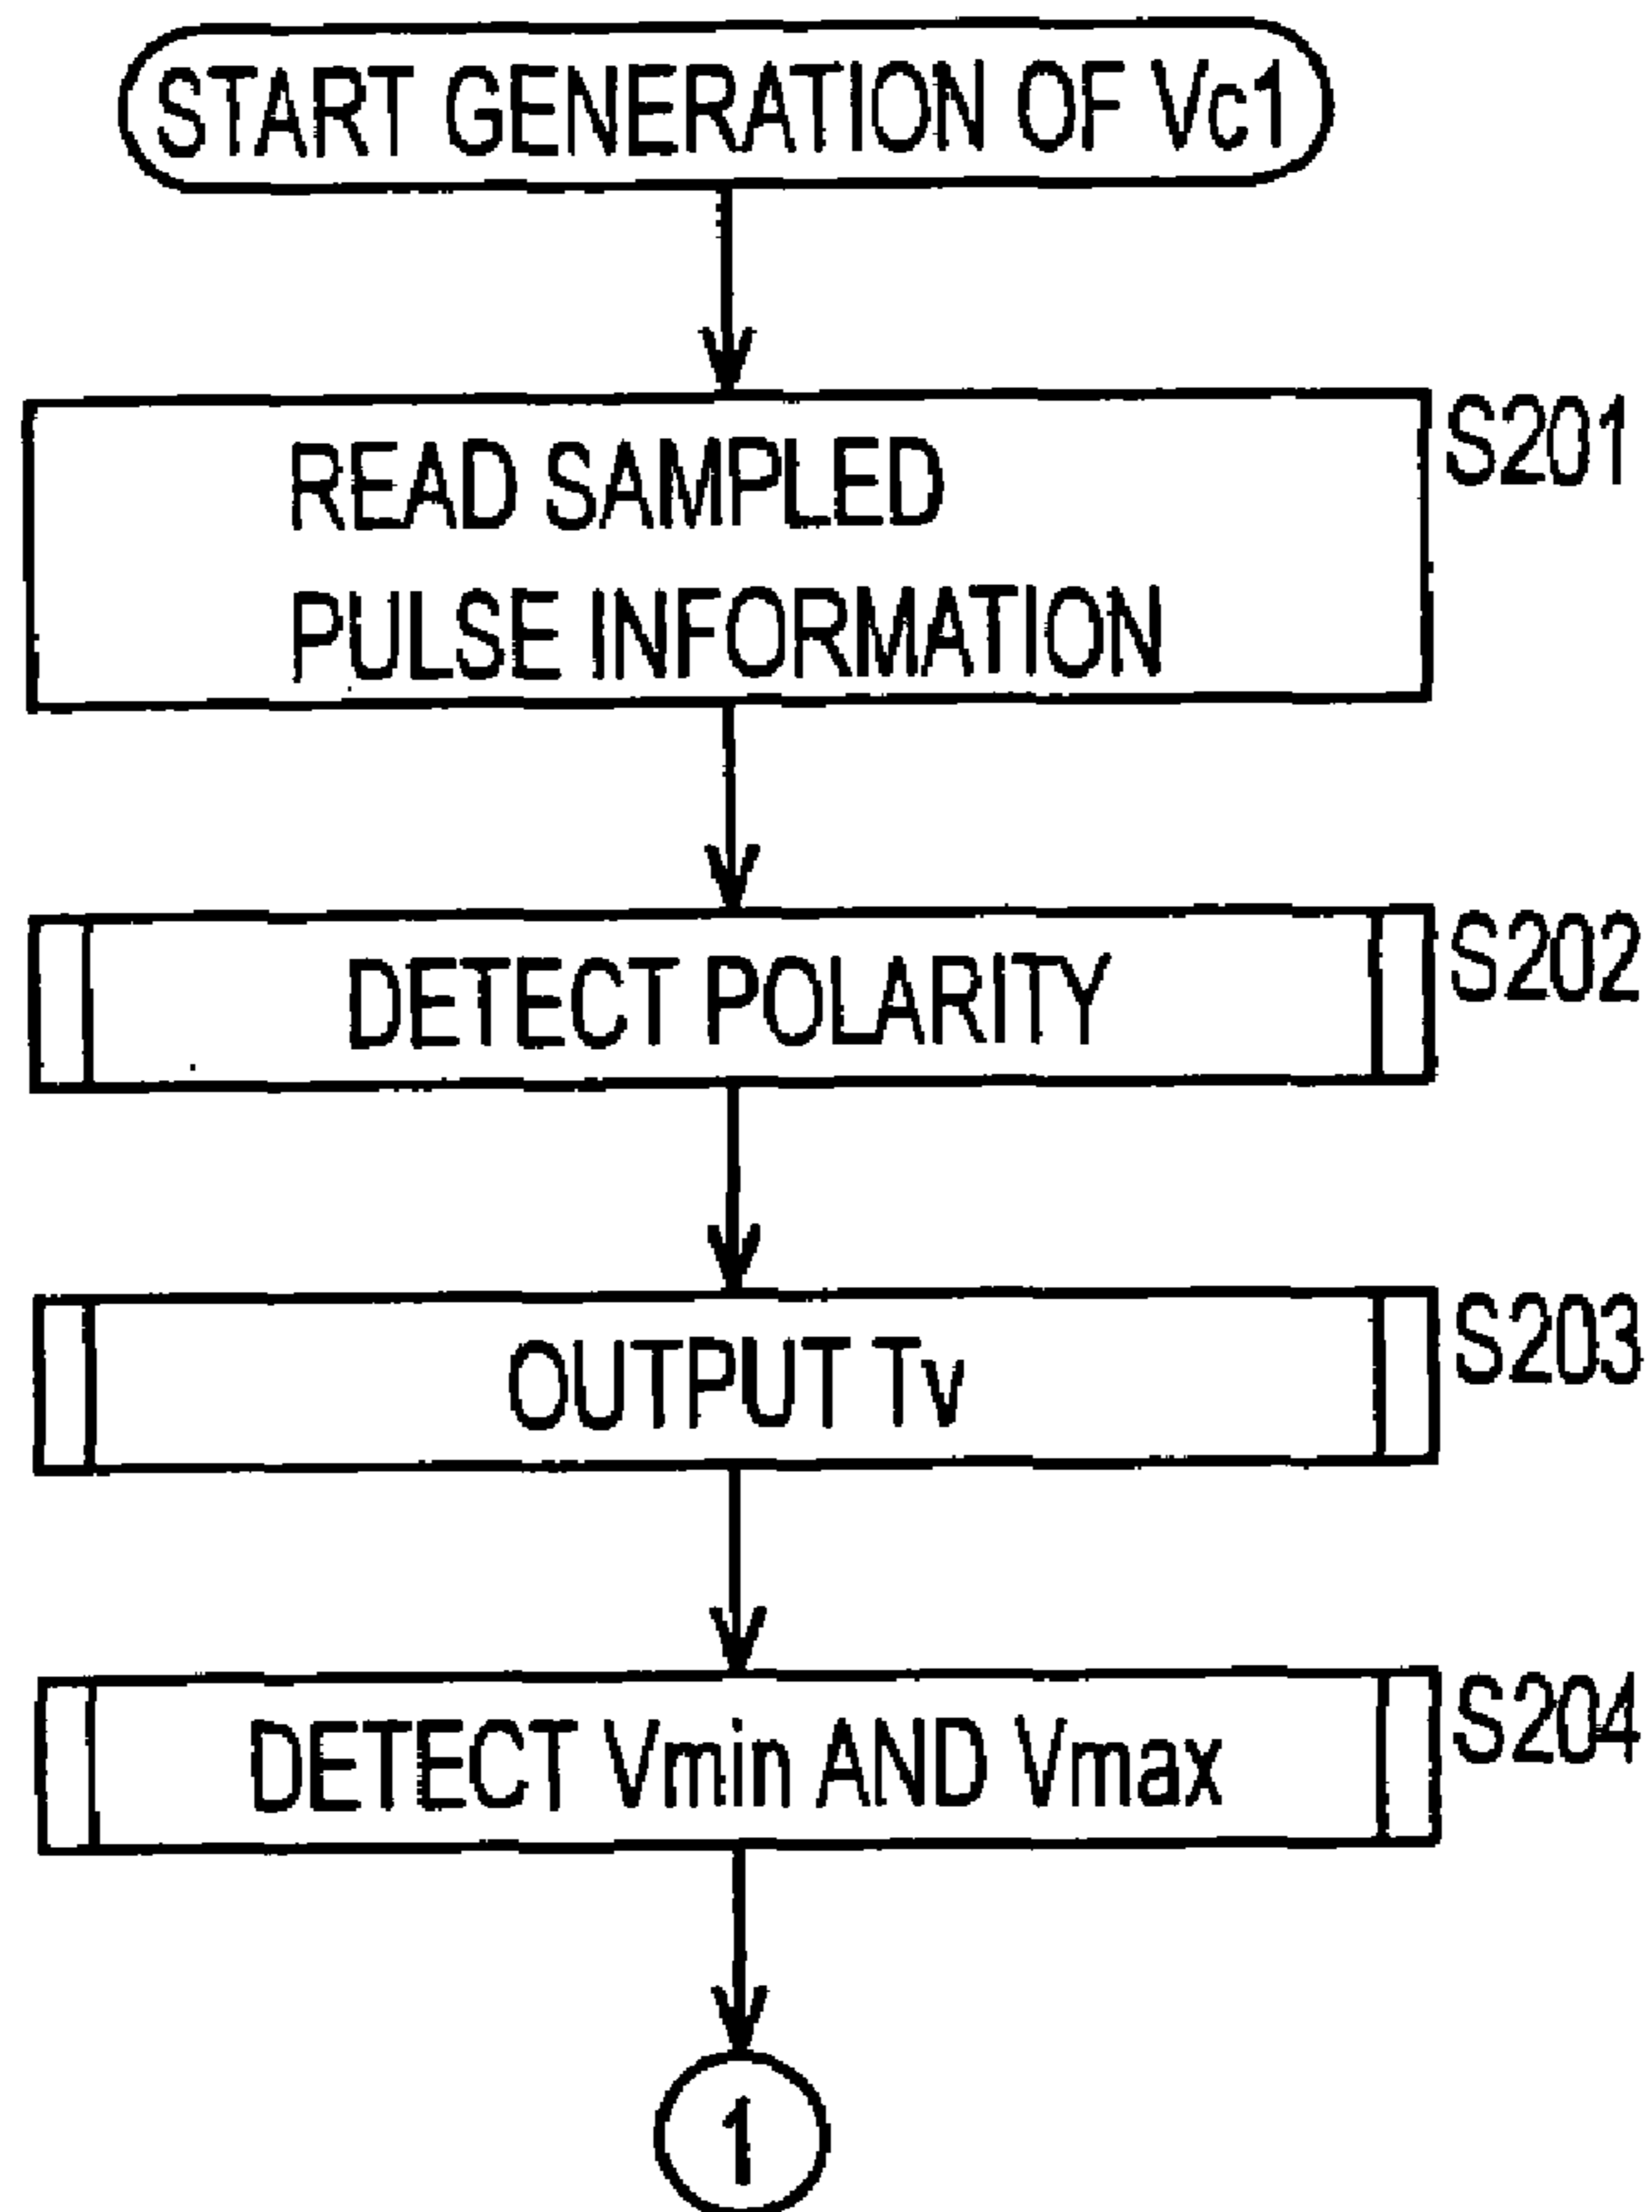 START GENERATION OF Vc1
S201
READ SAMPLED
PULSE INFORMATION
S202
DETECT POLARITY
S203
OUTPUT Tv
S204
DETECT Vmin AND Vmax
1